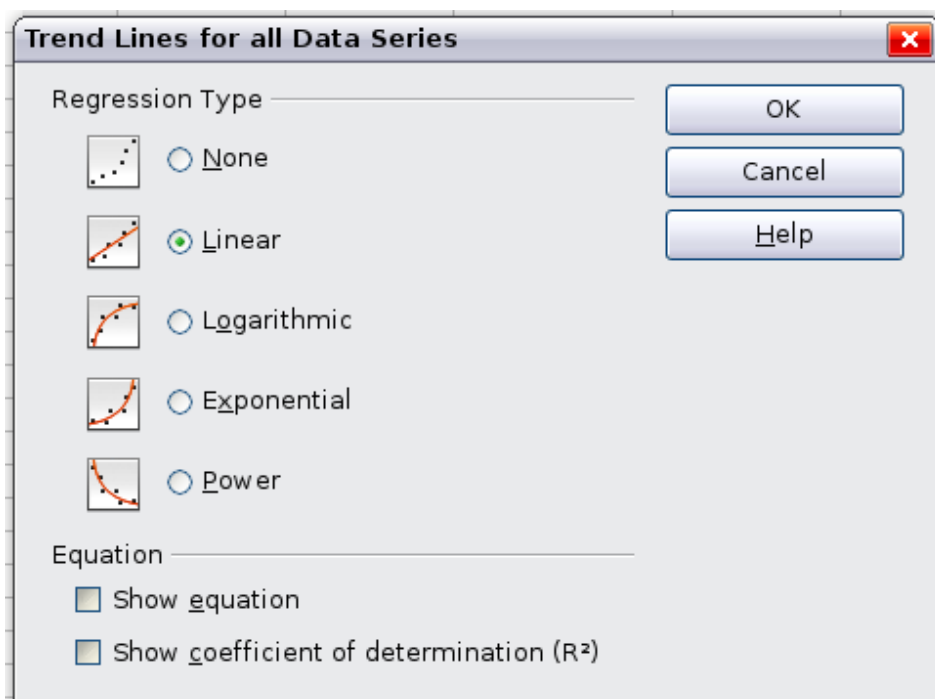 Trend Lines for all Data Series
Regression Type
OK
None
Cancel
Linear
Help
Logarithmic
Exponential
Power
Equation
Show equation
Show coefficient of determination (R²)